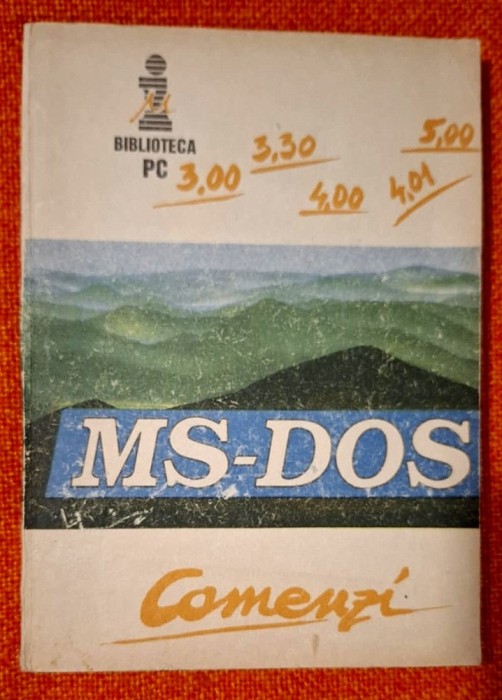 BIBLIOTECA
PC
3,00
3,30
4,00
4,01
5,00
MS-DOS
Comenzi